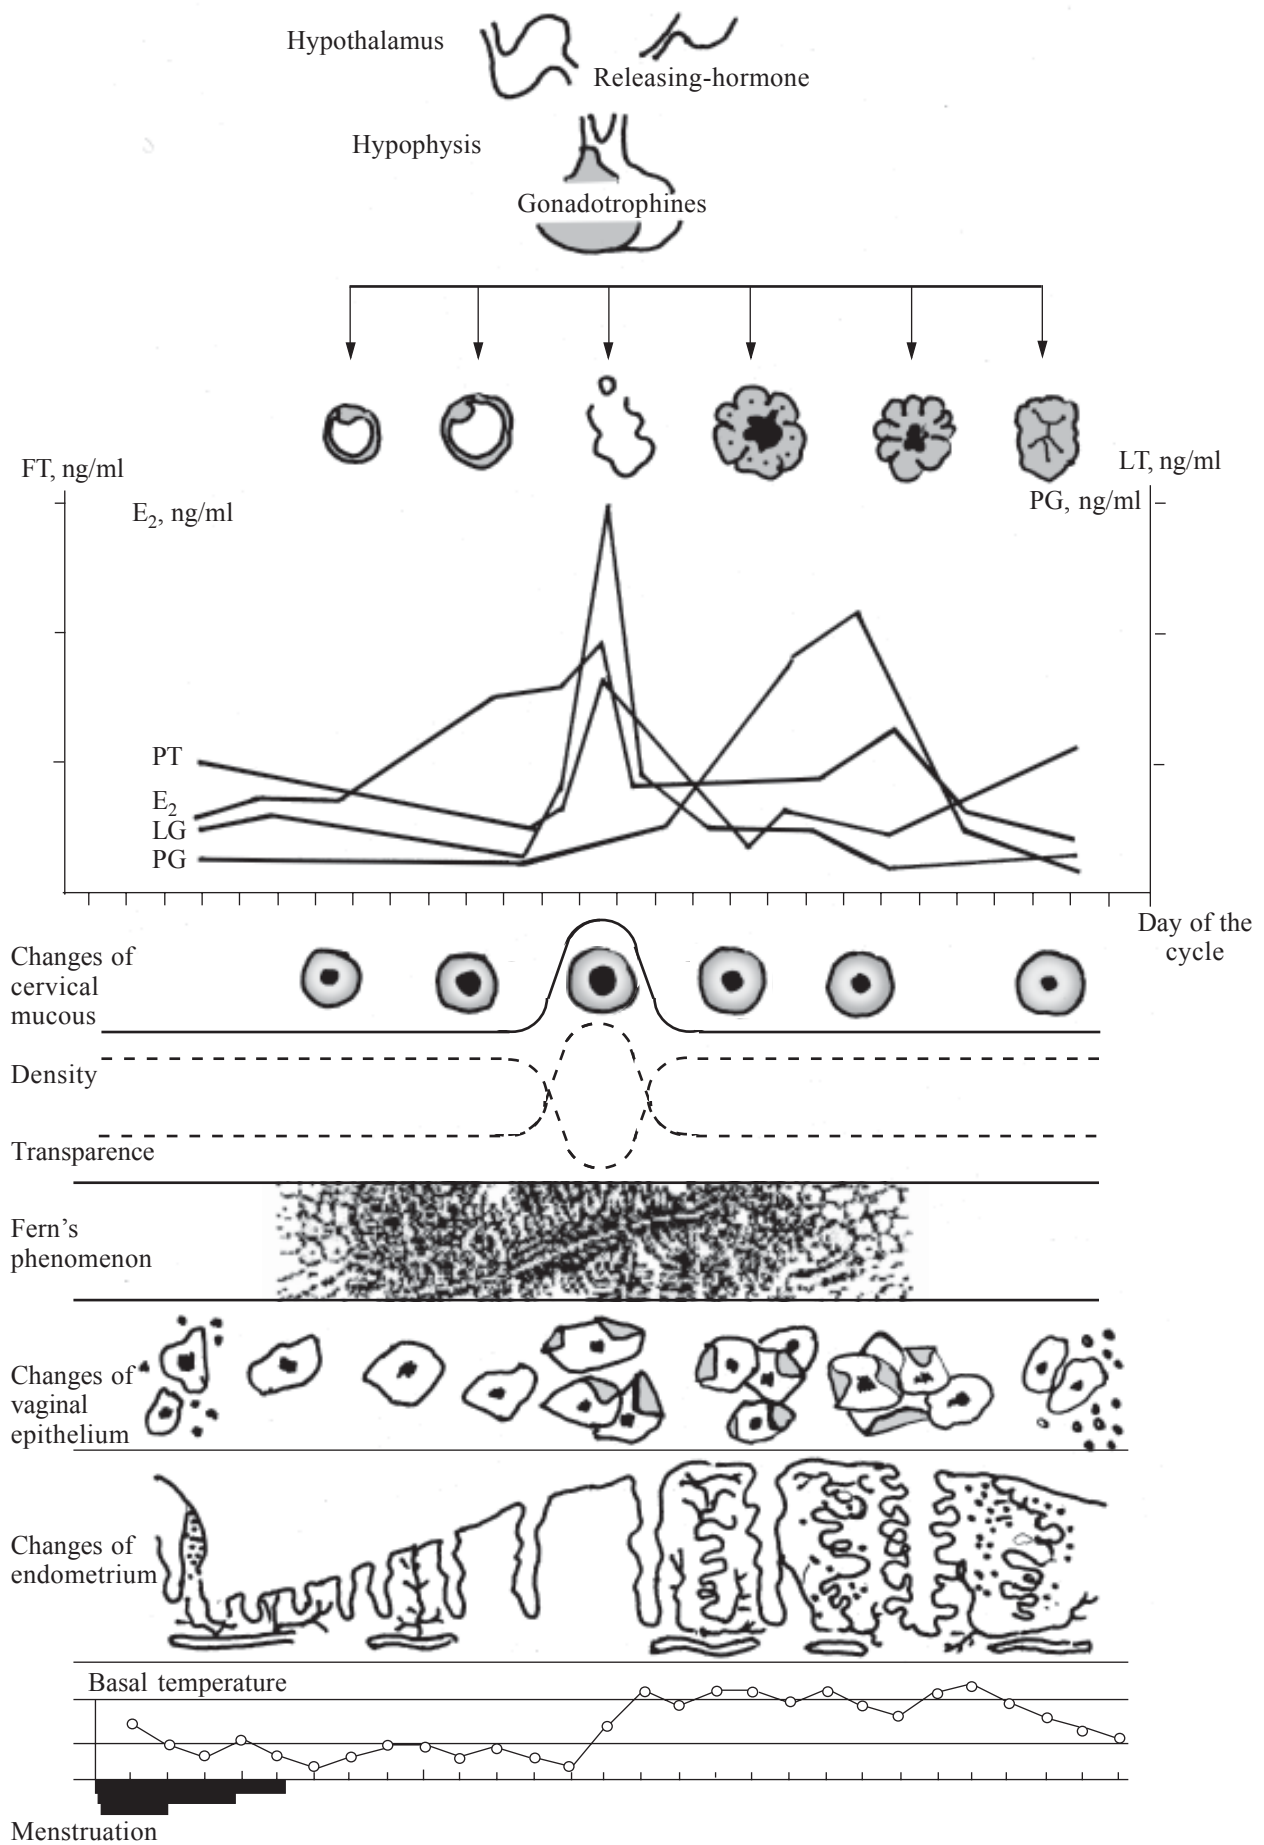 Hypothalamus
Releasing-hormone
Hypophysis
Gonadotrophines
FT, ng/ml
LT, ng/ml
E₂, ng/ml
PG, ng/ml
PT
E₂
LG
PG
Day of the
cycle
Changes of
cervical
mucous
Density
Transparence
Fern’s
phenomenon
Changes of
vaginal
epithelium
Changes of
endometrium
Basal temperature
Menstruation